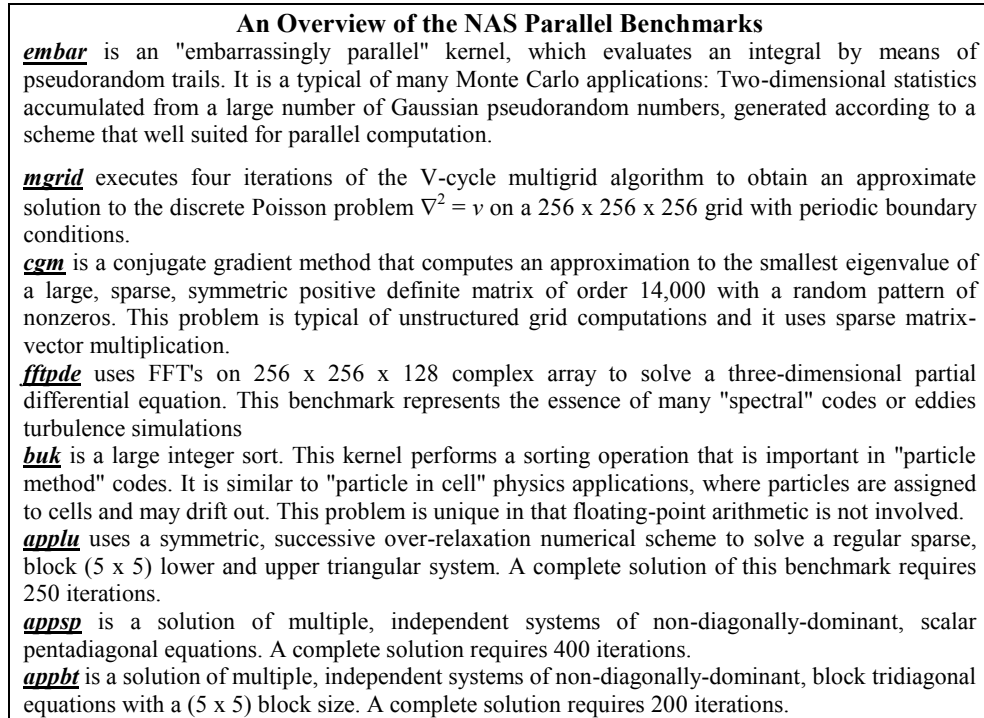 An Overview of the NAS Parallel Benchmarks
embar is an "embarrassingly parallel" kernel, which evaluates an integral by means of
pseudorandom trails. It is a typical of many Monte Carlo applications: Two-dimensional statistics
accumulated from a large number of Gaussian pseudorandom numbers, generated according to a
scheme that well suited for parallel computation.
mgrid executes four iterations of the V-cycle multigrid algorithm to obtain an approximate
solution to the discrete Poisson problem ∇² = v on a 256 x 256 x 256 grid with periodic boundary
conditions.
cgm is a conjugate gradient method that computes an approximation to the smallest eigenvalue of
a large, sparse, symmetric positive definite matrix of order 14,000 with a random pattern of
nonzeros. This problem is typical of unstructured grid computations and it uses sparse matrix-
vector multiplication.
fftpde uses FFT's on 256 x 256 x 128 complex array to solve a three-dimensional partial
differential equation. This benchmark represents the essence of many "spectral" codes or eddies
turbulence simulations
buk is a large integer sort. This kernel performs a sorting operation that is important in "particle
method" codes. It is similar to "particle in cell" physics applications, where particles are assigned
to cells and may drift out. This problem is unique in that floating-point arithmetic is not involved.
applu uses a symmetric, successive over-relaxation numerical scheme to solve a regular sparse,
block (5 x 5) lower and upper triangular system. A complete solution of this benchmark requires
250 iterations.
appsp is a solution of multiple, independent systems of non-diagonally-dominant, scalar
pentadiagonal equations. A complete solution requires 400 iterations.
appbt is a solution of multiple, independent systems of non-diagonally-dominant, block tridiagonal
equations with a (5 x 5) block size. A complete solution requires 200 iterations.